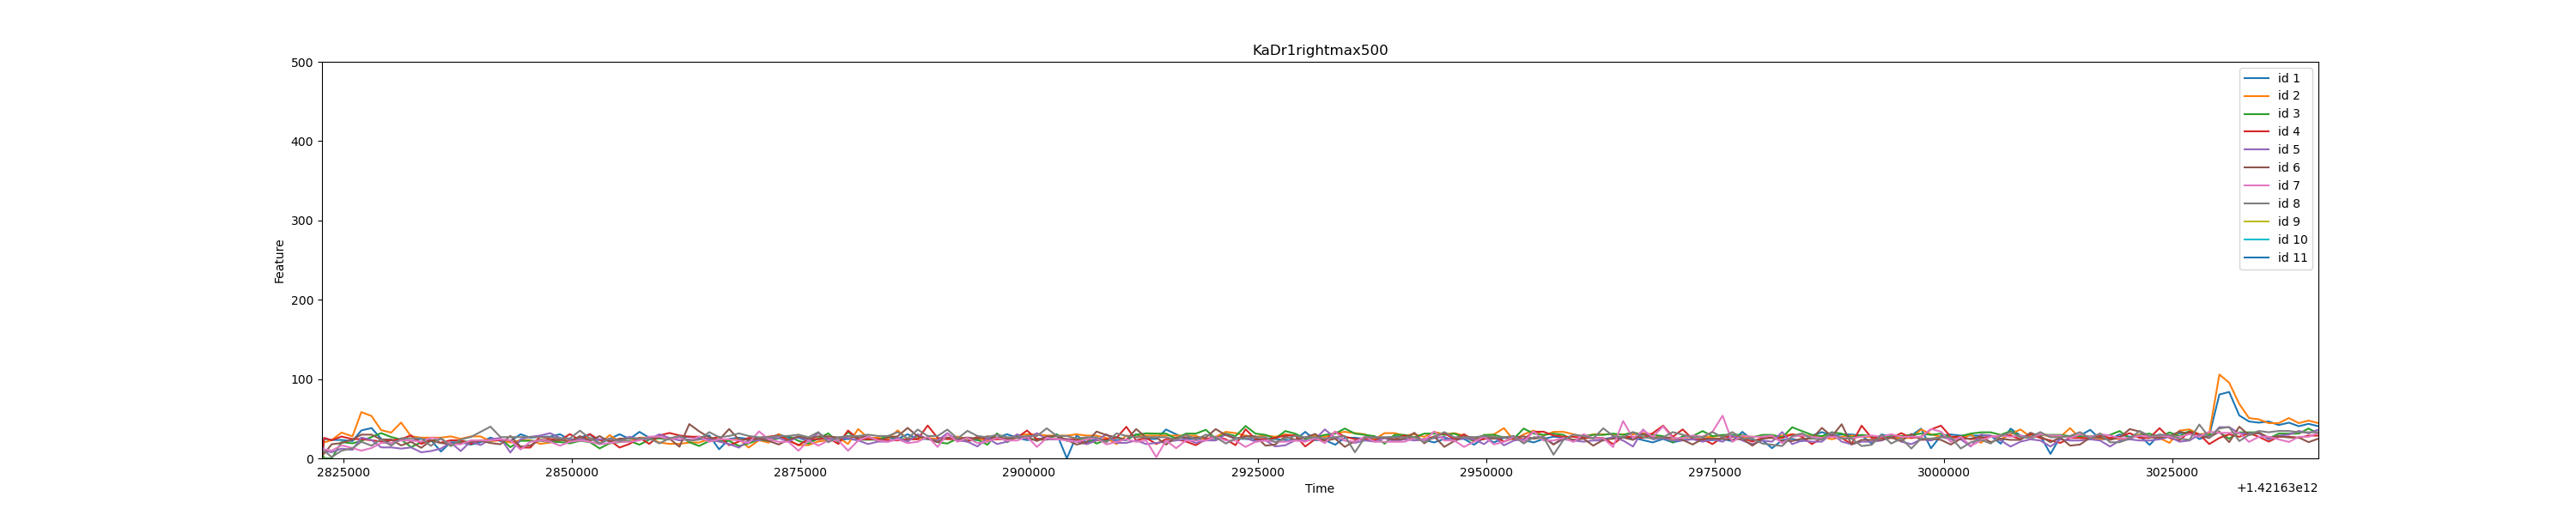 KaDr1rightmax500
500
400
300
200
100
0
Feature
id 1
id 2
id 3
id 4
id 5
id 6
id 7
id 8
id 9
id 10
id 11
2825000 2850000 2875000 2900000 2925000 2950000 2975000 3000000 3025000
Time
+1.42163e12